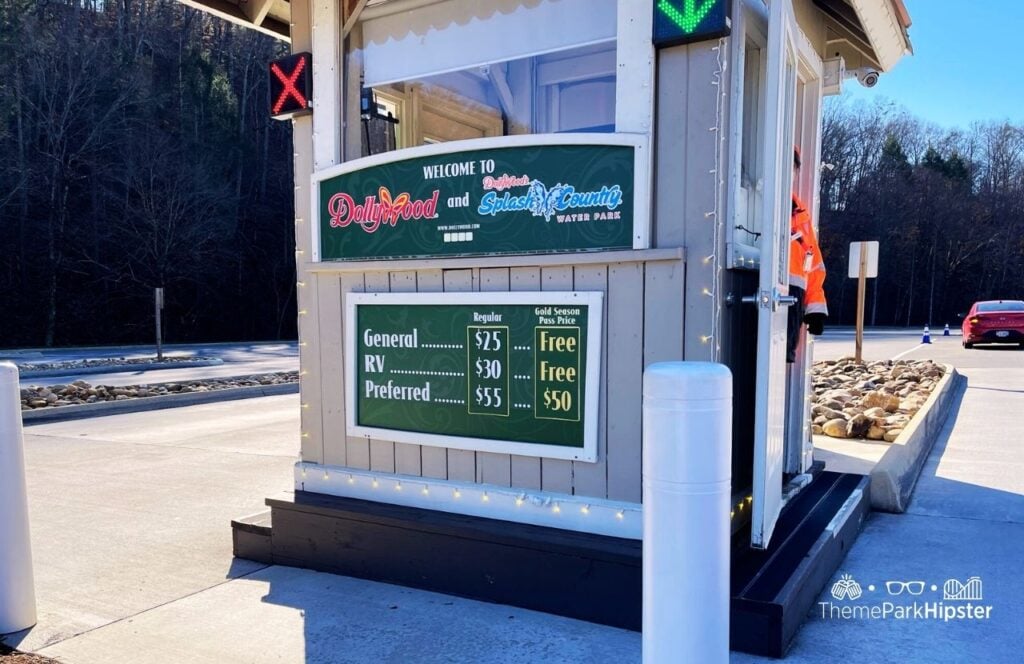 WELCOME TO
Dollywood and Dollywood's Splash Country
WATER PARK
WWW.DOLLYWOOD.COM
Regular Gold Season Pass Price
General .......... $25 .... Free
RV .................. $30 .... Free
Preferred ....... $55 .... $50
ThemeParkHipster